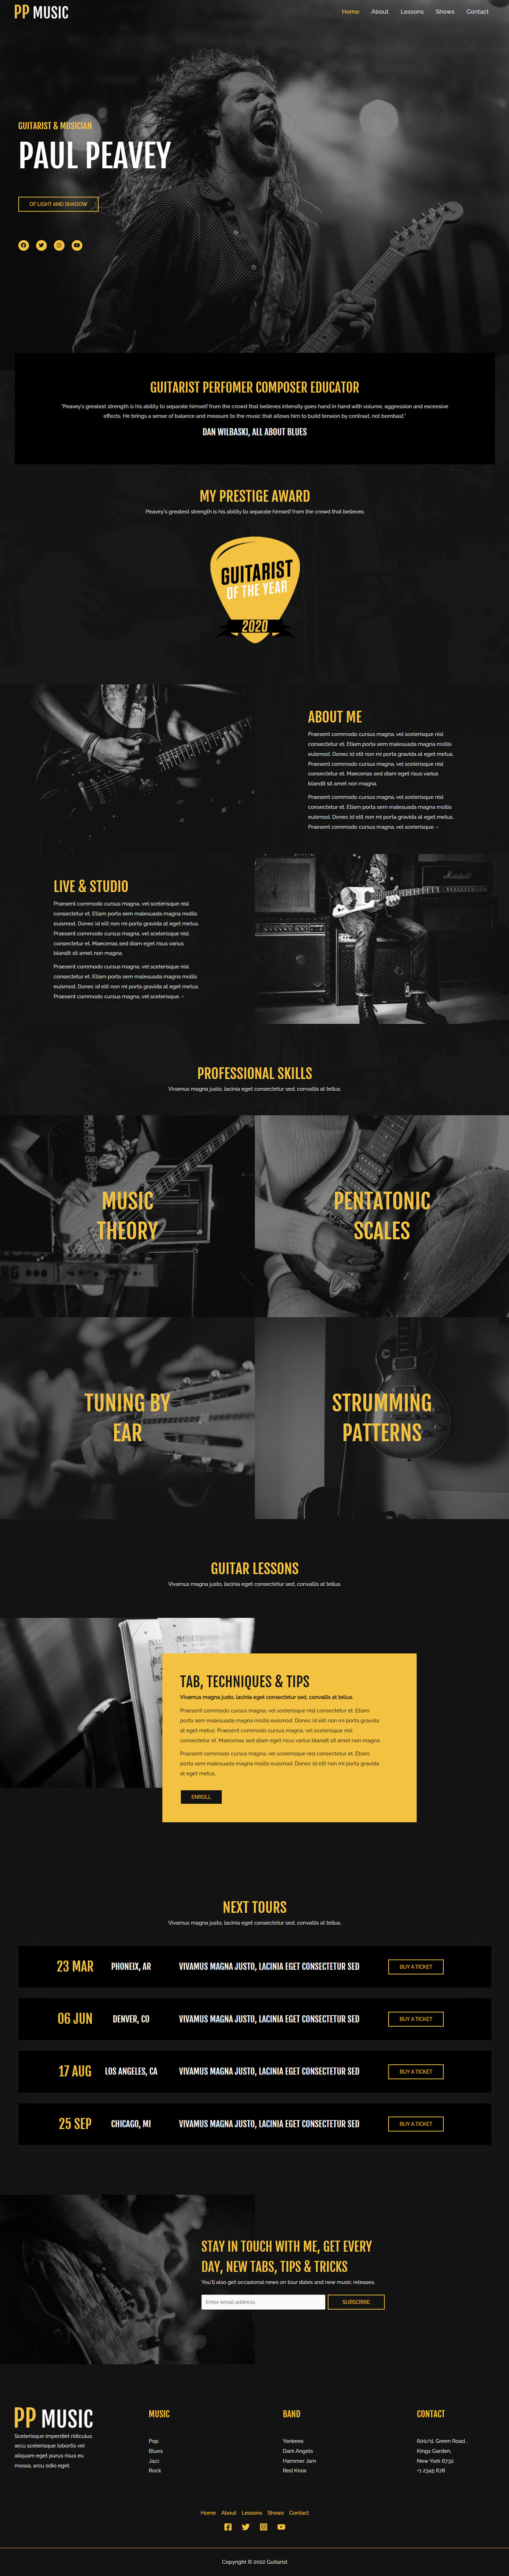 PP MUSIC
Home About Lessons Shows Contact
GUITARIST & MUSICIAN
PAUL PEAVEY
OF LIGHT AND SHADOW
GUITARIST PERFOMER COMPOSER EDUCATOR
"Peavey's greatest strength is his ability to separate himself from the crowd that believes intensity goes hand in hand with volume, aggression and excessive
effects. He brings a sense of balance and measure to the music that allows him to build tension by contrast, not bombast."
DAN WILBASKI, ALL ABOUT BLUES
MY PRESTIGE AWARD
Peavey's greatest strength is his ability to separate himself from the crowd that believes
GUITARIST
OF THE YEAR
2020
ABOUT ME
Praesent commodo cursus magna, vel scelerisque nisl
consectetur et. Etiam porta sem malesuada magna mollis
euismod. Donec id elit non mi porta gravida at eget metus.
Praesent commodo cursus magna, vel scelerisque nisl
consectetur et. Maecenas sed diam eget risus varius
blandit sit amet non magna.
Praesent commodo cursus magna, vel scelerisque nisl
consectetur et. Etiam porta sem malesuada magna mollis
euismod. Donec id elit non mi porta gravida at eget metus.
Praesent commodo cursus magna, vel scelerisque. -
LIVE & STUDIO
Praesent commodo cursus magna, vel scelerisque nisl
consectetur et. Etiam porta sem malesuada magna mollis
euismod. Donec id elit non mi porta gravida at eget metus.
Praesent commodo cursus magna, vel scelerisque nisl
consectetur et. Maecenas sed diam eget risus varius
blandit sit amet non magna.
Praesent commodo cursus magna, vel scelerisque nisl
consectetur et. Etiam porta sem malesuada magna mollis
euismod. Donec id elit non mi porta gravida at eget metus.
Praesent commodo cursus magna, vel scelerisque. -
Marshall
PROFESSIONAL SKILLS
Vivamus magna justo, lacinia eget consectetur sed, convallis at tellus.
MUSIC
THEORY
PENTATONIC
SCALES
TUNING BY
EAR
STRUMMING
PATTERNS
GUITAR LESSONS
Vivamus magna justo, lacinia eget consectetur sed, convallis at tellus.
TAB, TECHNIQUES & TIPS
Vivamus magna justo, lacinia eget consectetur sed, convallis at tellus.
Praesent commodo cursus magna, vel scelerisque nisl consectetur et. Etiam
porta sem malesuada magna mollis euismod. Donec id elit non mi porta gravida
at eget metus. Praesent commodo cursus magna, vel scelerisque nisl
consectetur et. Maecenas sed diam eget risus varius blandit sit amet non magna.
Praesent commodo cursus magna, vel scelerisque nisl consectetur et. Etiam
porta sem malesuada magna mollis euismod. Donec id elit non mi porta gravida
at eget metus.
ENROLL
NEXT TOURS
Vivamus magna justo, lacinia eget consectetur sed, convallis at tellus.
23 MAR PHONEIX, AR VIVAMUS MAGNA JUSTO, LACINIA EGET CONSECTETUR SED BUY A TICKET
06 JUN DENVER, CO VIVAMUS MAGNA JUSTO, LACINIA EGET CONSECTETUR SED BUY A TICKET
17 AUG LOS ANGELES, CA VIVAMUS MAGNA JUSTO, LACINIA EGET CONSECTETUR SED BUY A TICKET
25 SEP CHICAGO, MI VIVAMUS MAGNA JUSTO, LACINIA EGET CONSECTETUR SED BUY A TICKET
STAY IN TOUCH WITH ME, GET EVERY
DAY, NEW TABS, TIPS & TRICKS
You'll also get occasional news on tour dates and new music releases.
Enter email address SUBSCRIBE
PP MUSIC
Scelerisque imperdiet ridiculus
arcu scelerisque lobortis vel
aliquam eget purus risus eu
massa, arcu odio eget.
MUSIC
Pop
Blues
Jazz
Rock
BAND
Yankees
Dark Angels
Hammer Jam
Red Knox
CONTACT
600/d, Green Road ,
Kings Garden,
New York 6732
+1 2345 678
Home About Lessons Shows Contact
Copyright © 2022 Guitarist